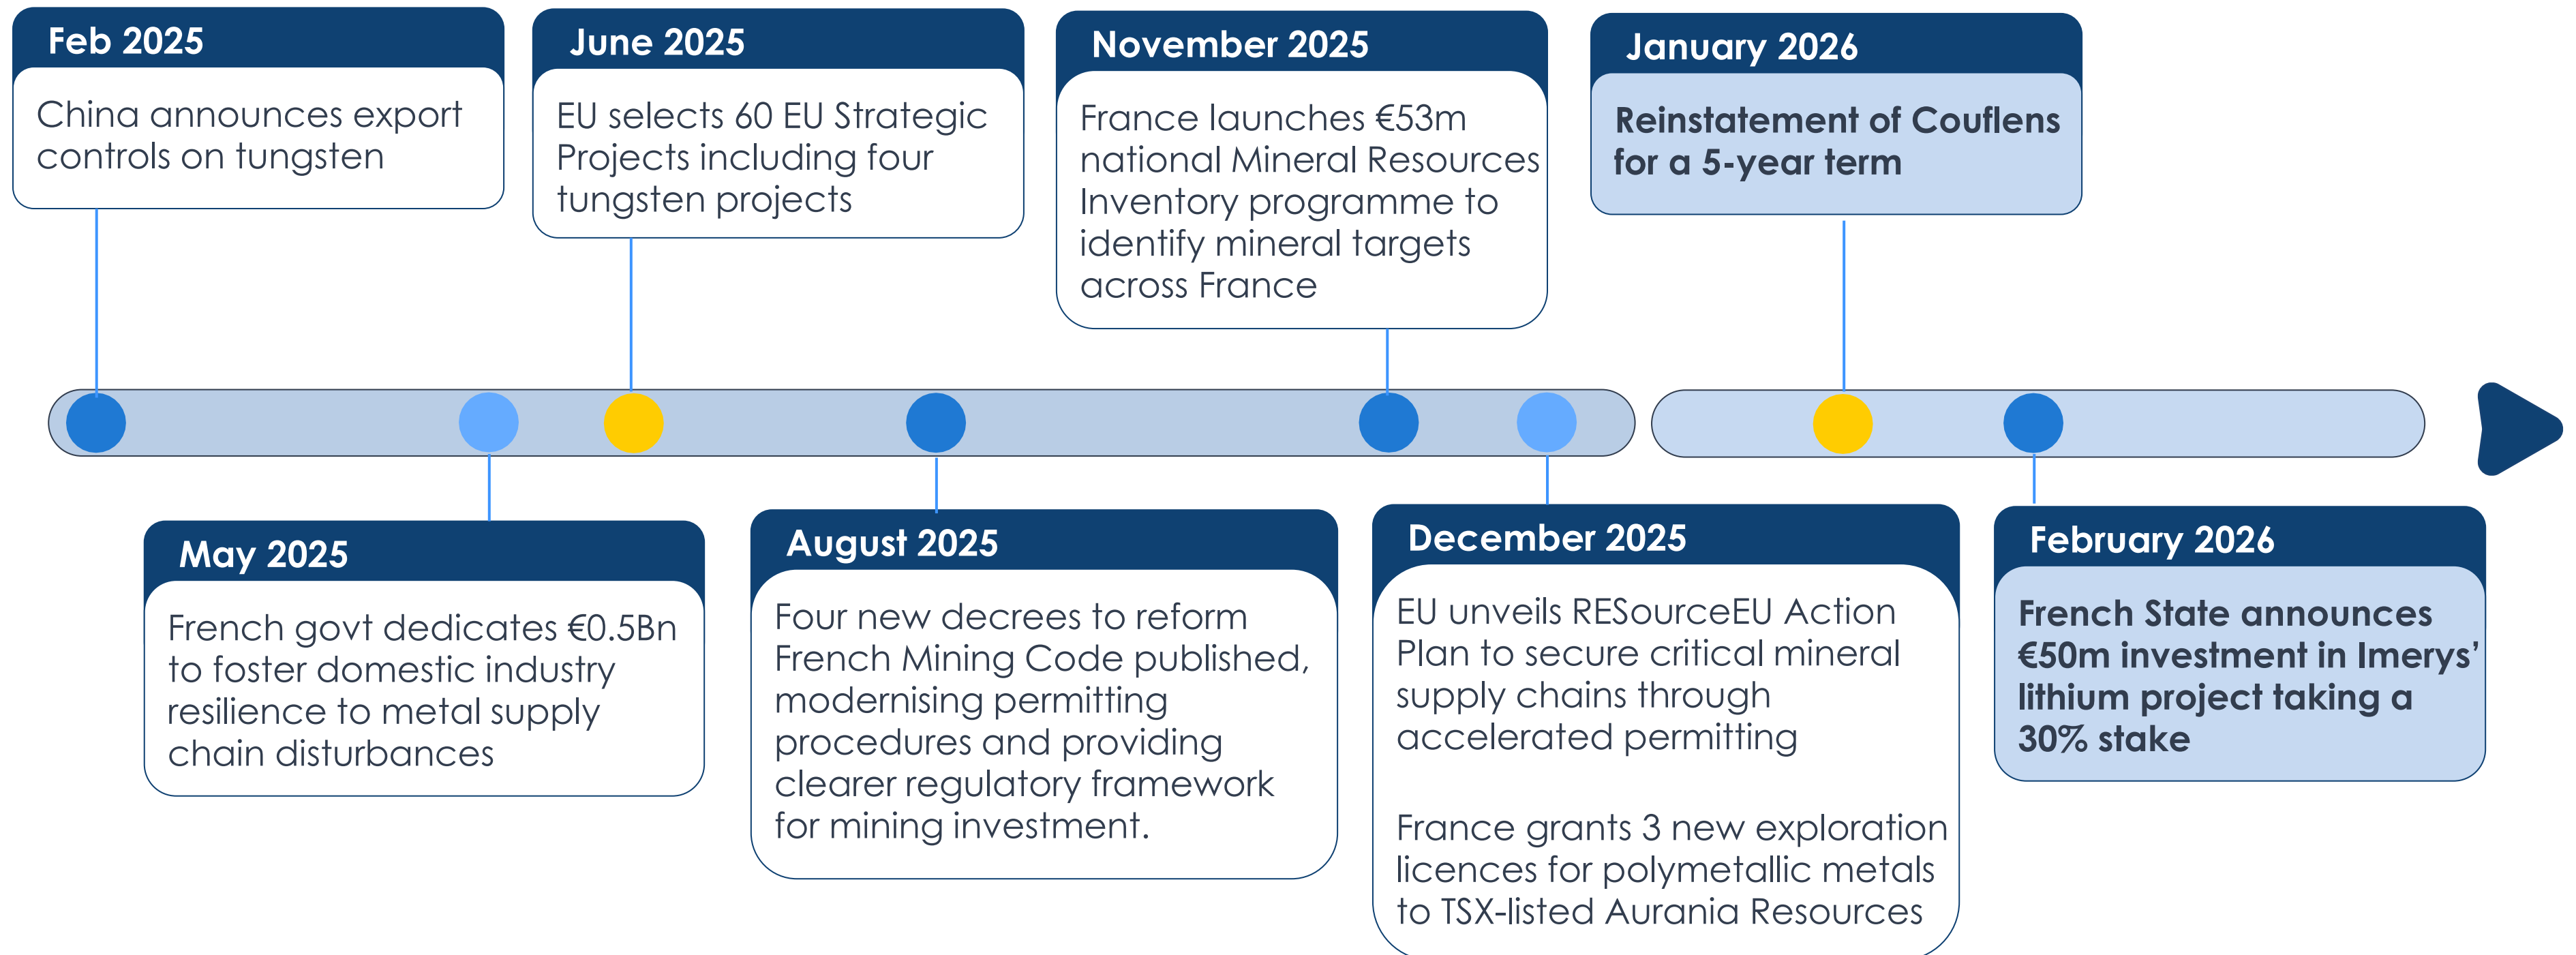 Feb 2025
China announces export
controls on tungsten
June 2025
EU selects 60 EU Strategic
Projects including four
tungsten projects
November 2025
France launches €53m
national Mineral Resources
Inventory programme to
identify mineral targets
across France
January 2026
Reinstatement of Couflens
for a 5-year term
May 2025
French govt dedicates €0.5Bn
to foster domestic industry
resilience to metal supply
chain disturbances
August 2025
Four new decrees to reform
French Mining Code published,
modernising permitting
procedures and providing
clearer regulatory framework
for mining investment.
December 2025
EU unveils RESourceEU Action
Plan to secure critical mineral
supply chains through
accelerated permitting
France grants 3 new exploration
licences for polymetallic metals
to TSX-listed Aurania Resources
February 2026
French State announces
€50m investment in Imerys’
lithium project taking a
30% stake